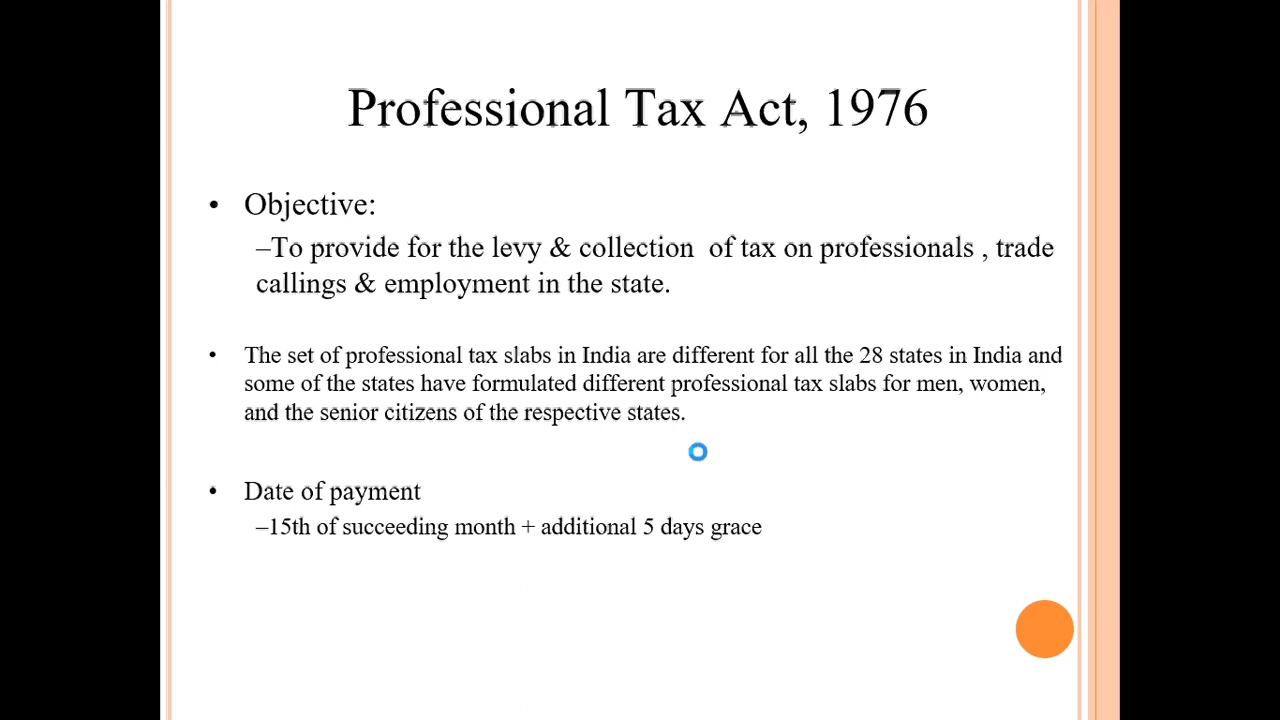 Professional Tax Act, 1976
• Objective:
–To provide for the levy & collection of tax on professionals , trade
callings & employment in the state.
• The set of professional tax slabs in India are different for all the 28 states in India and
some of the states have formulated different professional tax slabs for men, women,
and the senior citizens of the respective states.
• Date of payment
–15th of succeeding month + additional 5 days grace